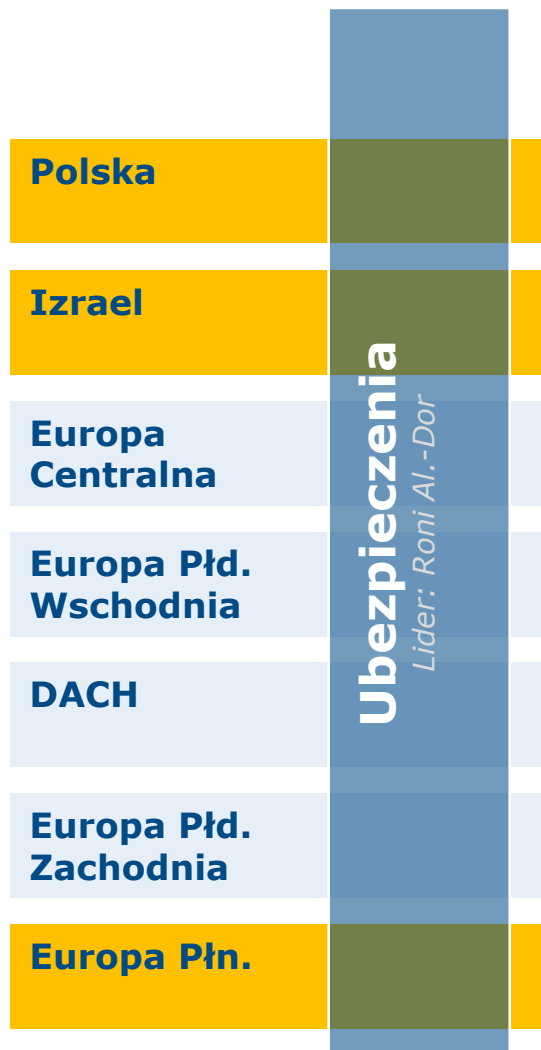 Polska
Izrael
Europa
Centralna
Europa Płd.
Wschodnia
DACH
Europa Płd.
Zachodnia
Europa Płn.
Ubezpieczenia
Lider: Roni Al.-Dor